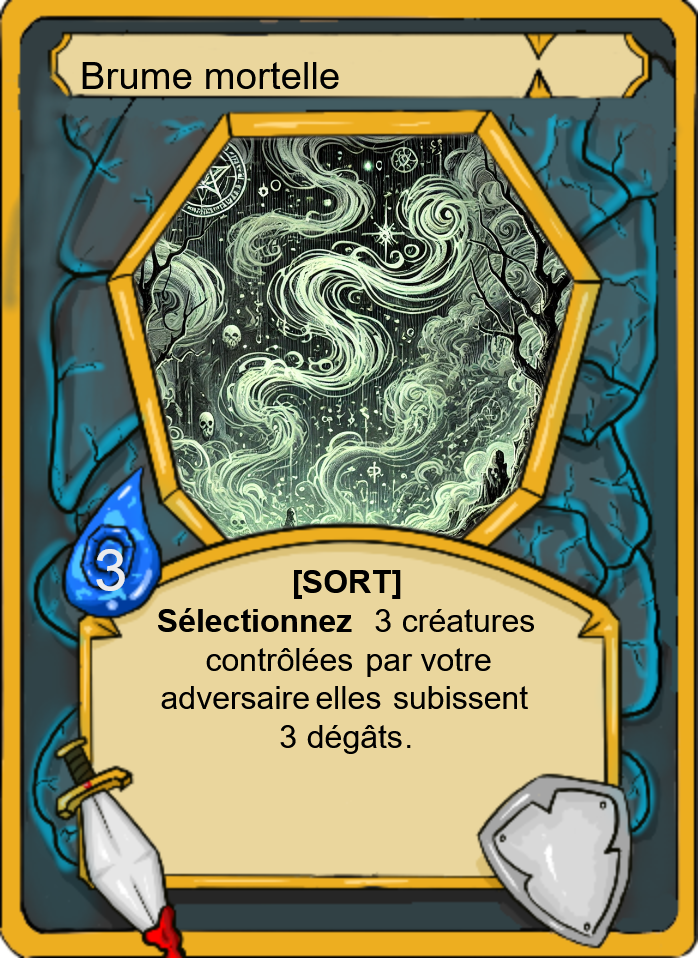 Brume mortelle
3
[SORT]
Sélectionnez 3 créatures
contrôlées par votre
adversaire elles subissent
3 dégâts.